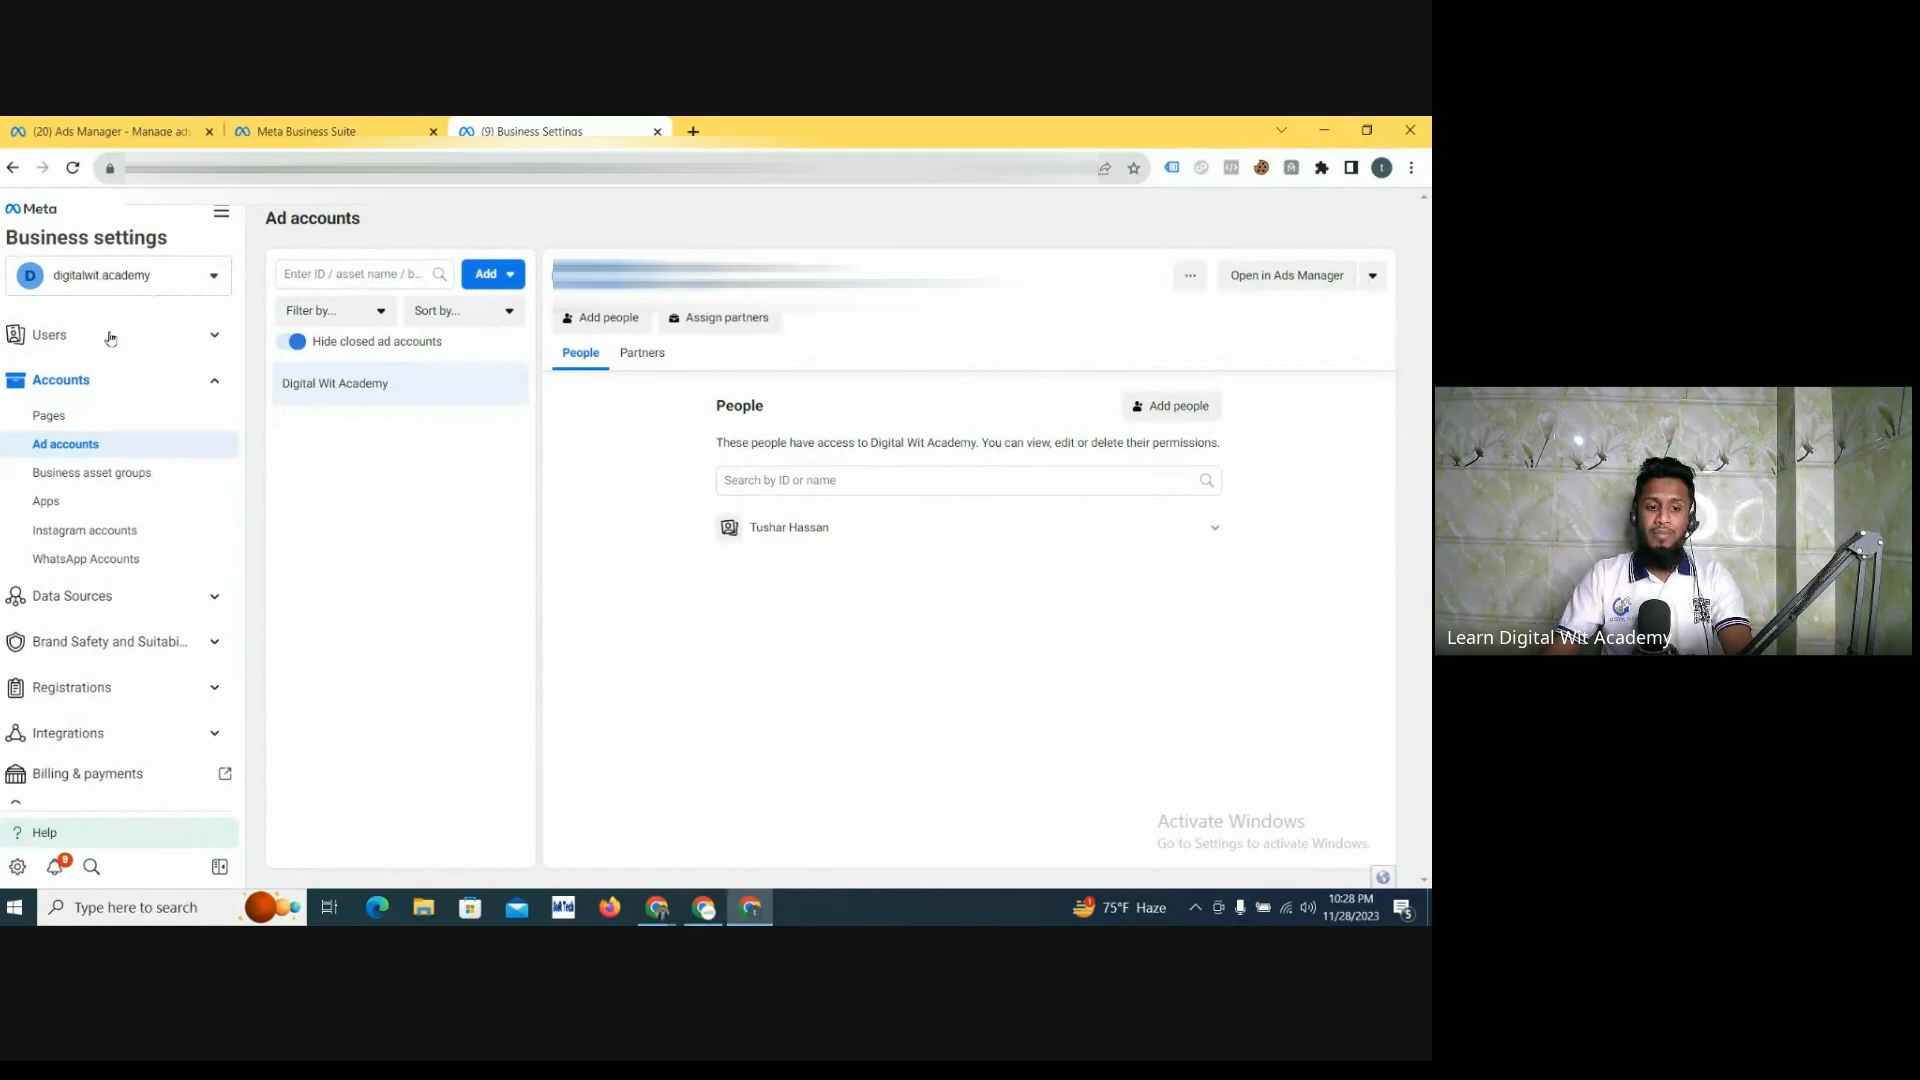 (20) Ads Manager - Manage ads
Meta Business Suite
(9) Business Settings
t
Meta
Business settings
D digitalwit.academy
Users
Accounts
Pages
Ad accounts
Business asset groups
Apps
Instagram accounts
WhatsApp Accounts
Data Sources
Brand Safety and Suitabi...
Registrations
Integrations
Billing & payments
? Help
9
Ad accounts
Enter ID / asset name / b...
Add
Filter by...
Sort by...
Hide closed ad accounts
Digital Wit Academy
Open in Ads Manager
Add people
Assign partners
People
Partners
People
Add people
These people have access to Digital Wit Academy. You can view, edit or delete their permissions.
Search by ID or name
Tushar Hassan
Activate Windows
Go to Settings to activate Windows.
Type here to search
75°F Haze
10:28 PM
11/28/2023
5
Learn Digital Wit Academy